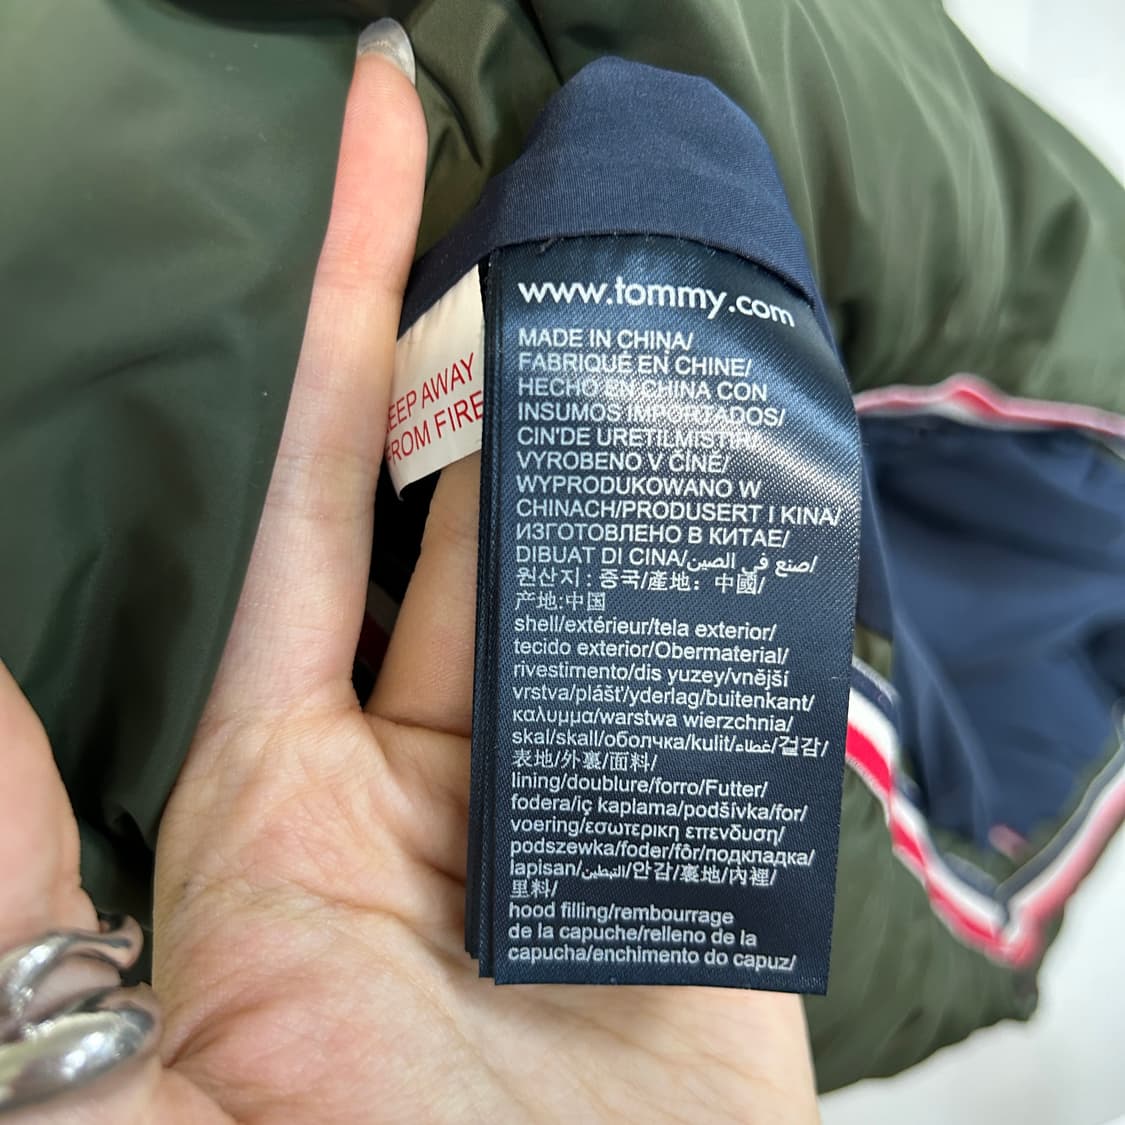 KEEP AWAY
FROM FIRE
www.tommy.com
MADE IN CHINA/
FABRIQUÉ EN CHINE/
HECHO EN CHINA CON
INSUMOS IMPORTADOS/
CIN'DE URETILMISTIR/
VYROBENO V ČÍNĚ/
WYPRODUKOWANO W
CHINACH/PRODUSERT I KINA/
ИЗГОТОВЛЕНО В КИТАЕ/
DIBUAT DI CINA/صنع في الصين/
원산지 : 중국/產地：中國/
产地:中国
shell/extérieur/tela exterior/
tecido exterior/Obermaterial/
rivestimento/dis yuzey/vnější
vrstva/plášť/yderlag/buitenkant/
καλυμμα/warstwa wierzchnia/
skal/skall/оболчка/kulit/غطاء/겉감/
表地/外裏/面料/
lining/doublure/forro/Futter/
fodera/iç kaplama/podšívka/for/
voering/εσωτερικη επενδυση/
podszewka/foder/fôr/подкладка/
lapisan/التبطين/안감/裏地/內裡/
里料/
hood filling/rembourrage
de la capuche/relleno de la
capucha/enchimento do capuz/